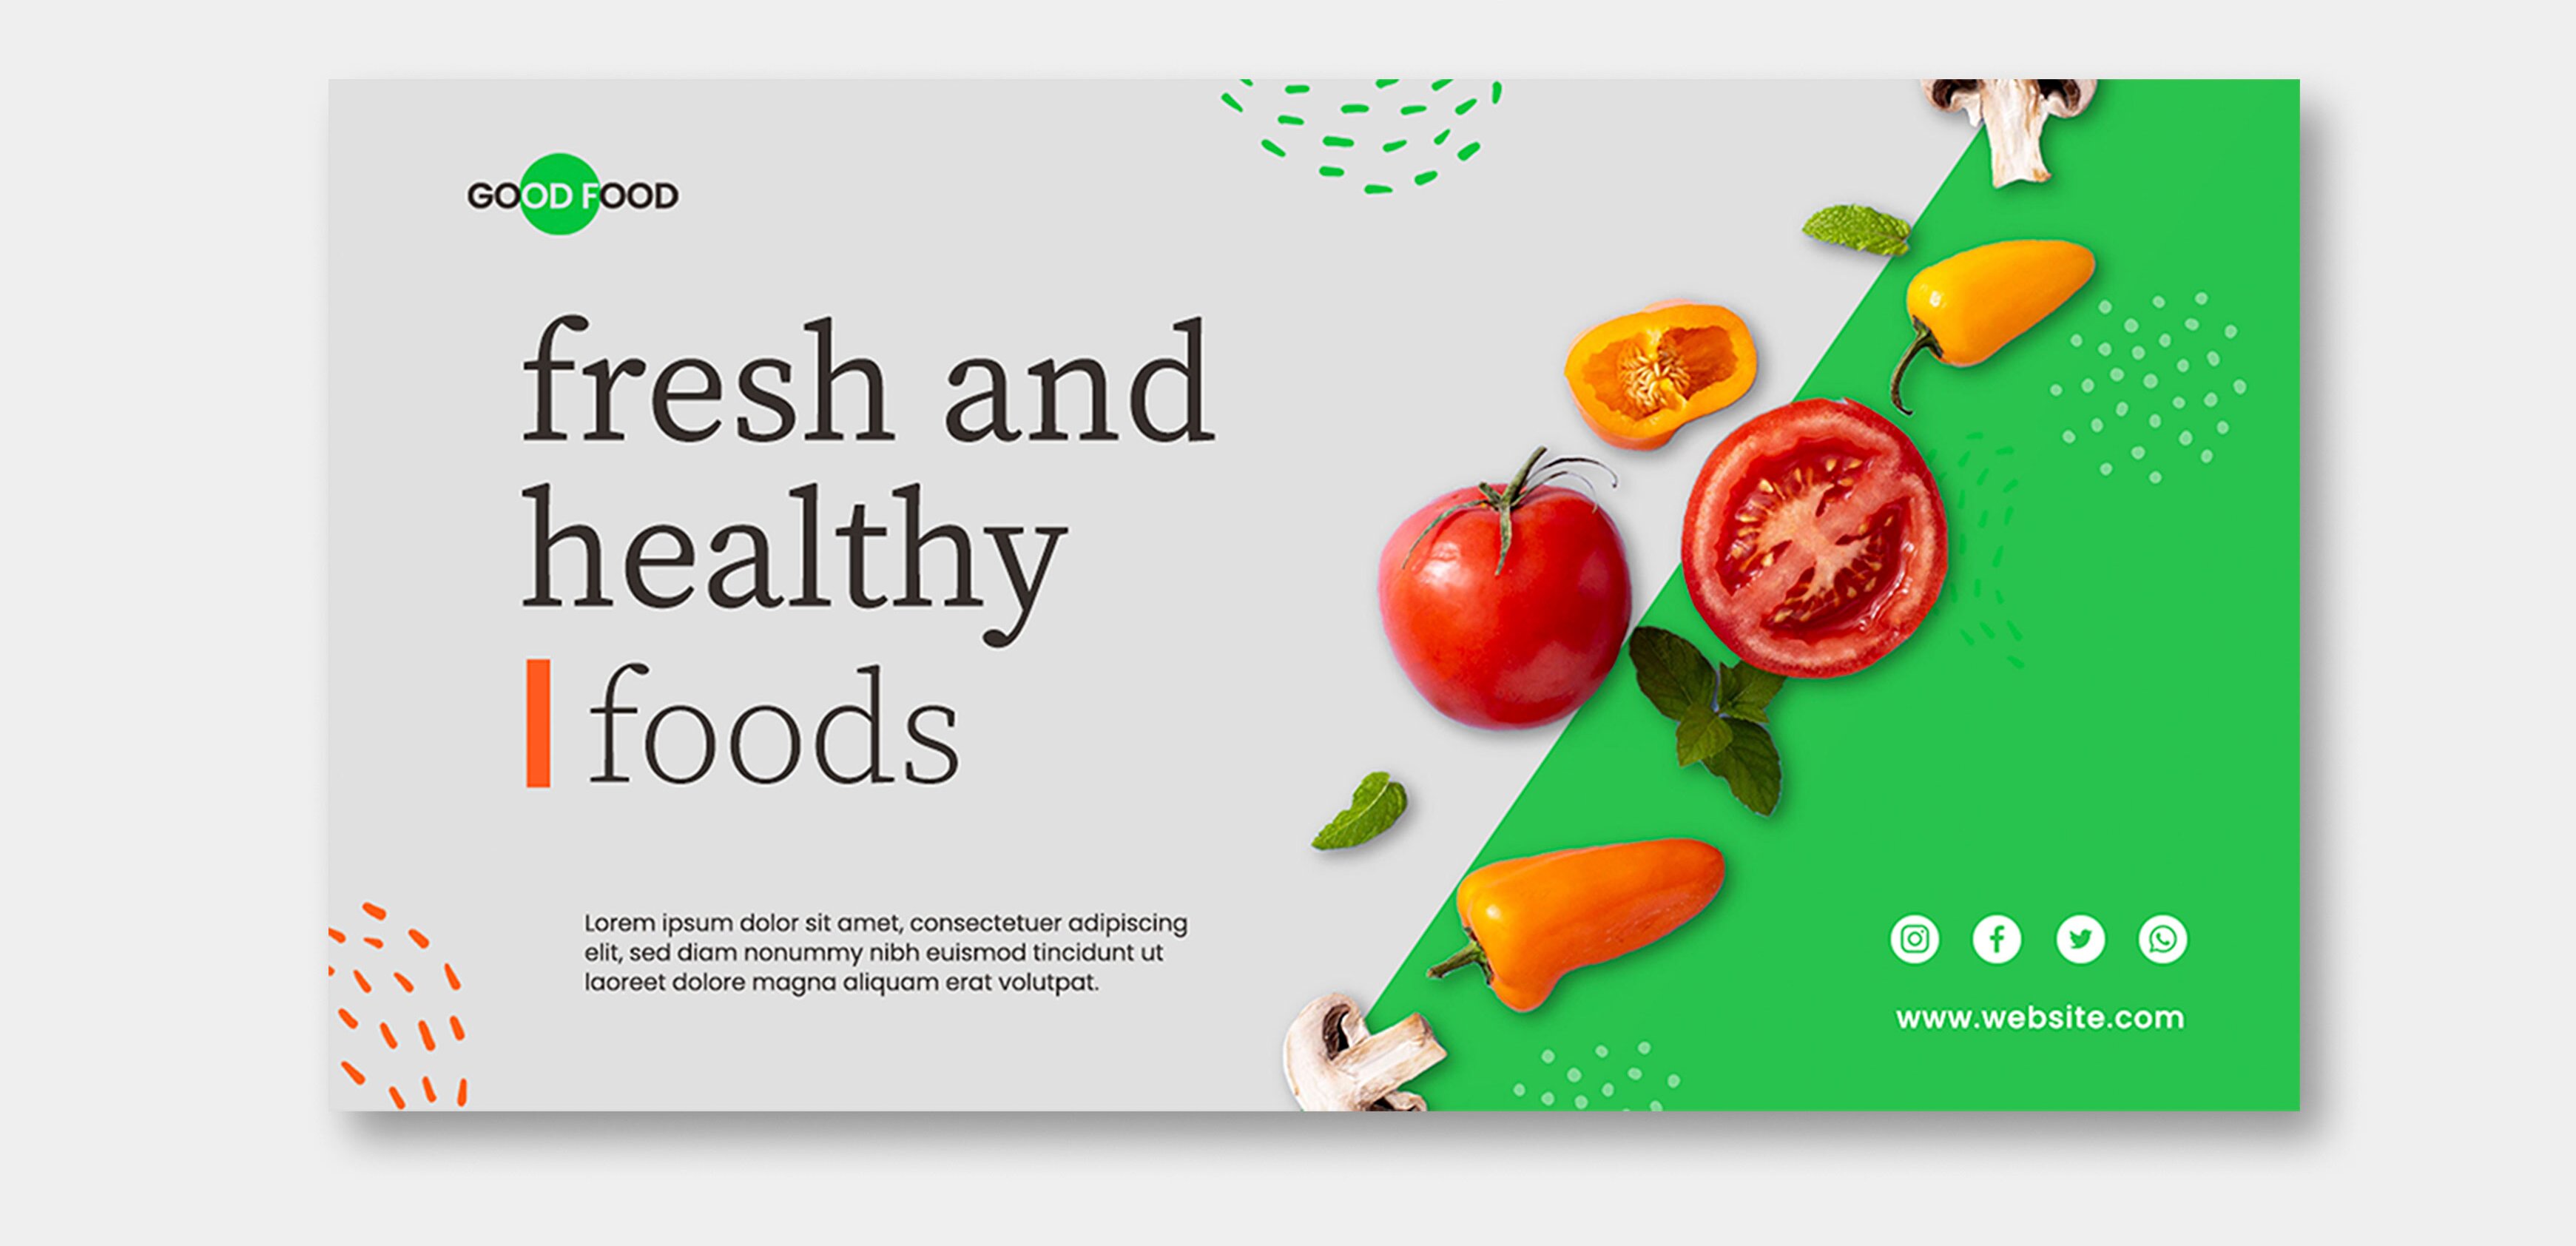 GOOD FOOD
fresh and
healthy
foods
Lorem ipsum dolor sit amet, consectetuer adipiscing
elit, sed diam nonummy nibh euismod tincidunt ut
laoreet dolore magna aliquam erat volutpat.
www.website.com